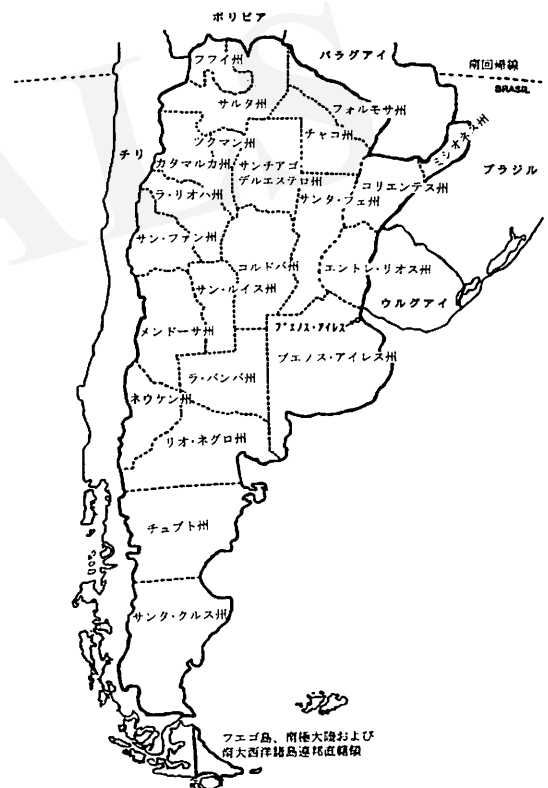 ボリビア
フフイ州
パラグアイ
南回帰線
BRASIL
サルタ州
フォルモサ州
ツクマン州
チャコ州
ミシオネス州
チリ
カタマルカ州
サンチアゴ
デルエステロ州
コリエンテス州
ブラジル
ラ・リオハ州
サンタ・フェ州
サン・ファン州
コルドバ州
エントレ・リオス州
サン・ルイス州
ウルグアイ
メンドーサ州
ブエノス・アイレス
ブエノス・アイレス州
ラ・パンパ州
ネウケン州
リオ・ネグロ州
チュブト州
サンタ・クルス州
フエゴ島、南極大陸および
南大西洋諸島連邦直轄領
ALS